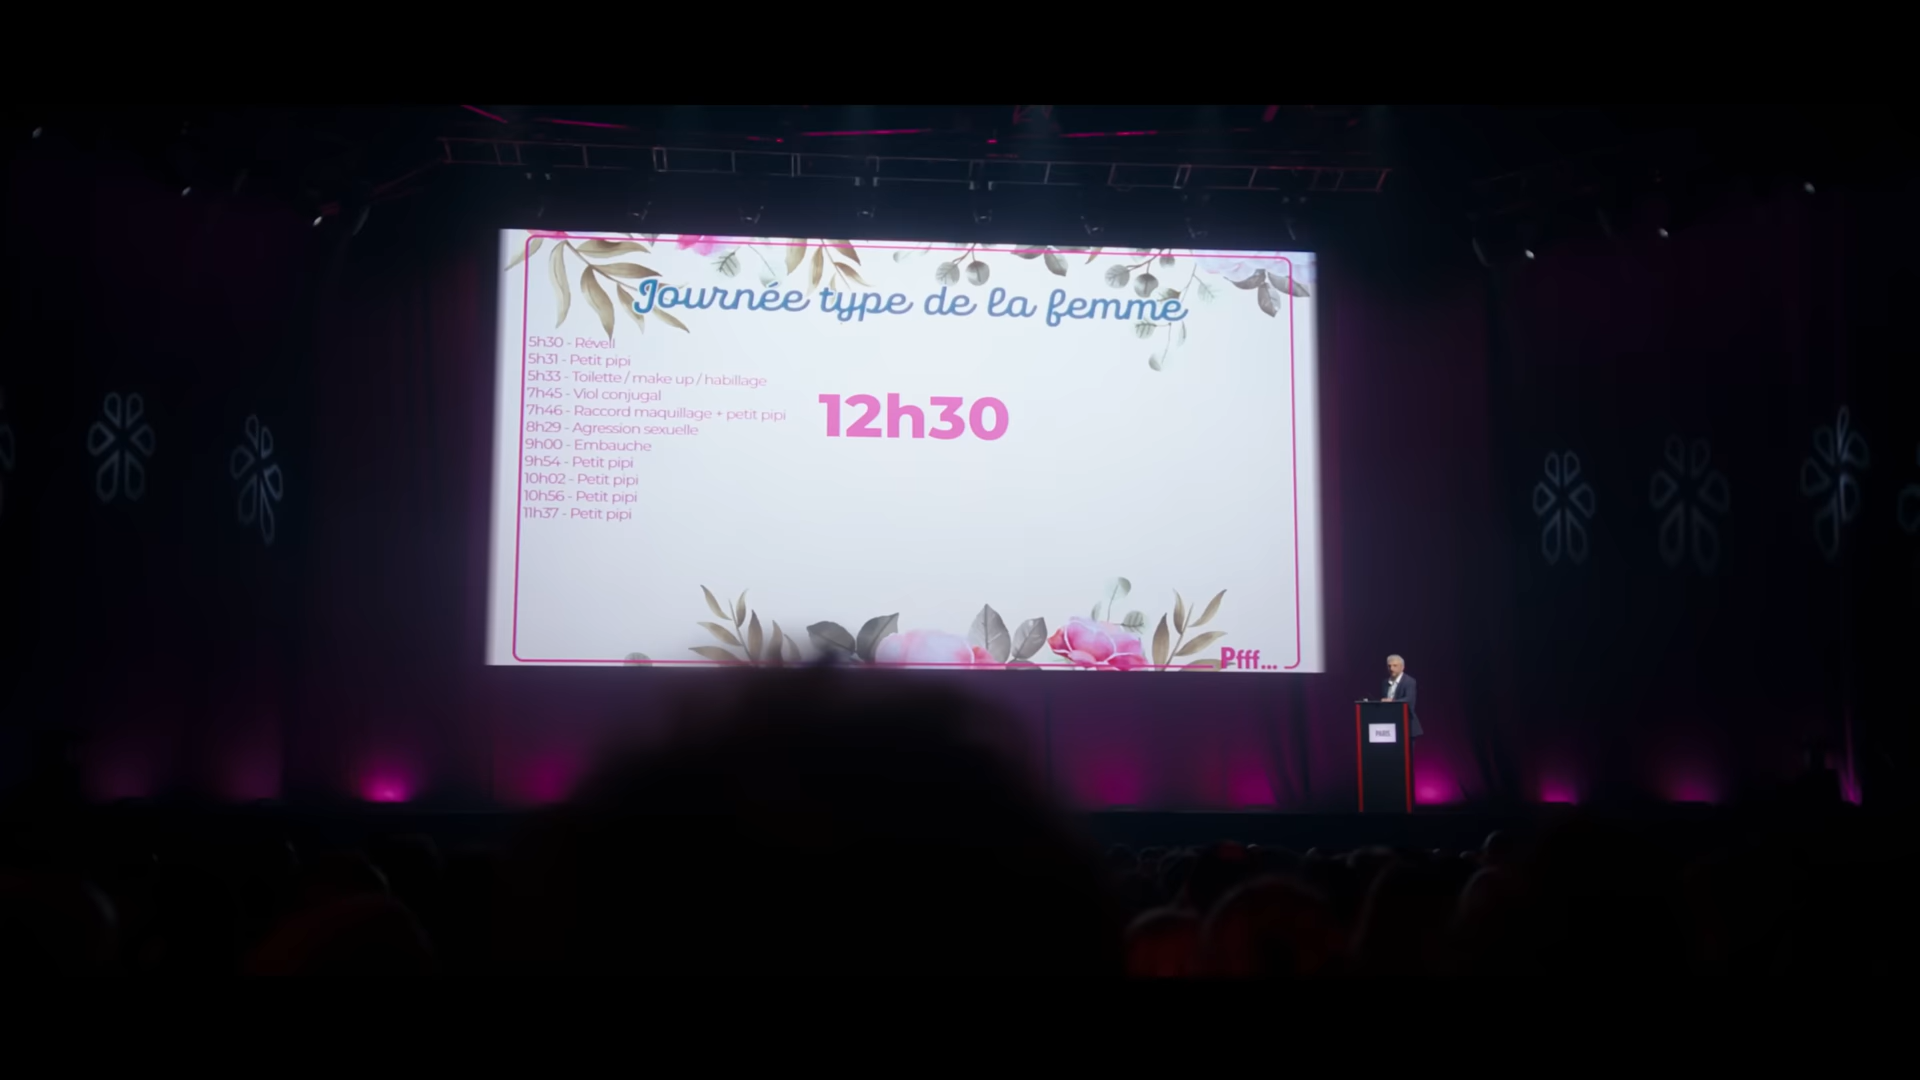 Journée type de la femme
5h30 - Réveil
5h31 - Petit pipi
5h33 - Toilette / make up / habillage
7h45 - Viol conjugal
7h46 - Raccord maquillage + petit pipi
8h29 - Agression sexuelle
9h00 - Embauche
9h54 - Petit pipi
10h02 - Petit pipi
10h56 - Petit pipi
11h37 - Petit pipi
12h30
Pfff...
PARIS